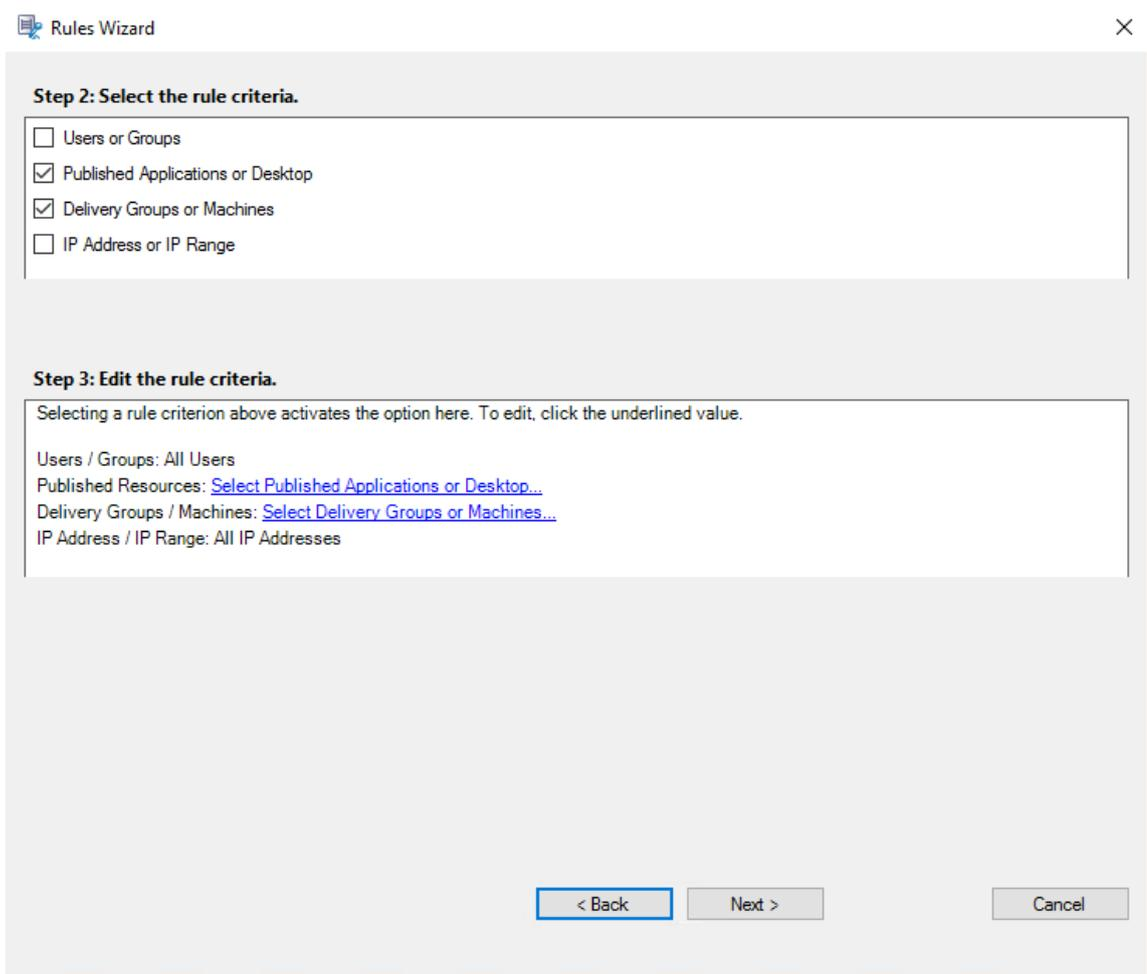 Rules Wizard
Step 2: Select the rule criteria.
Users or Groups
Published Applications or Desktop
Delivery Groups or Machines
IP Address or IP Range
Step 3: Edit the rule criteria.
Selecting a rule criterion above activates the option here. To edit, click the underlined value.
Users / Groups: All Users
Published Resources: Select Published Applications or Desktop...
Delivery Groups / Machines: Select Delivery Groups or Machines...
IP Address / IP Range: All IP Addresses
< Back Next > Cancel